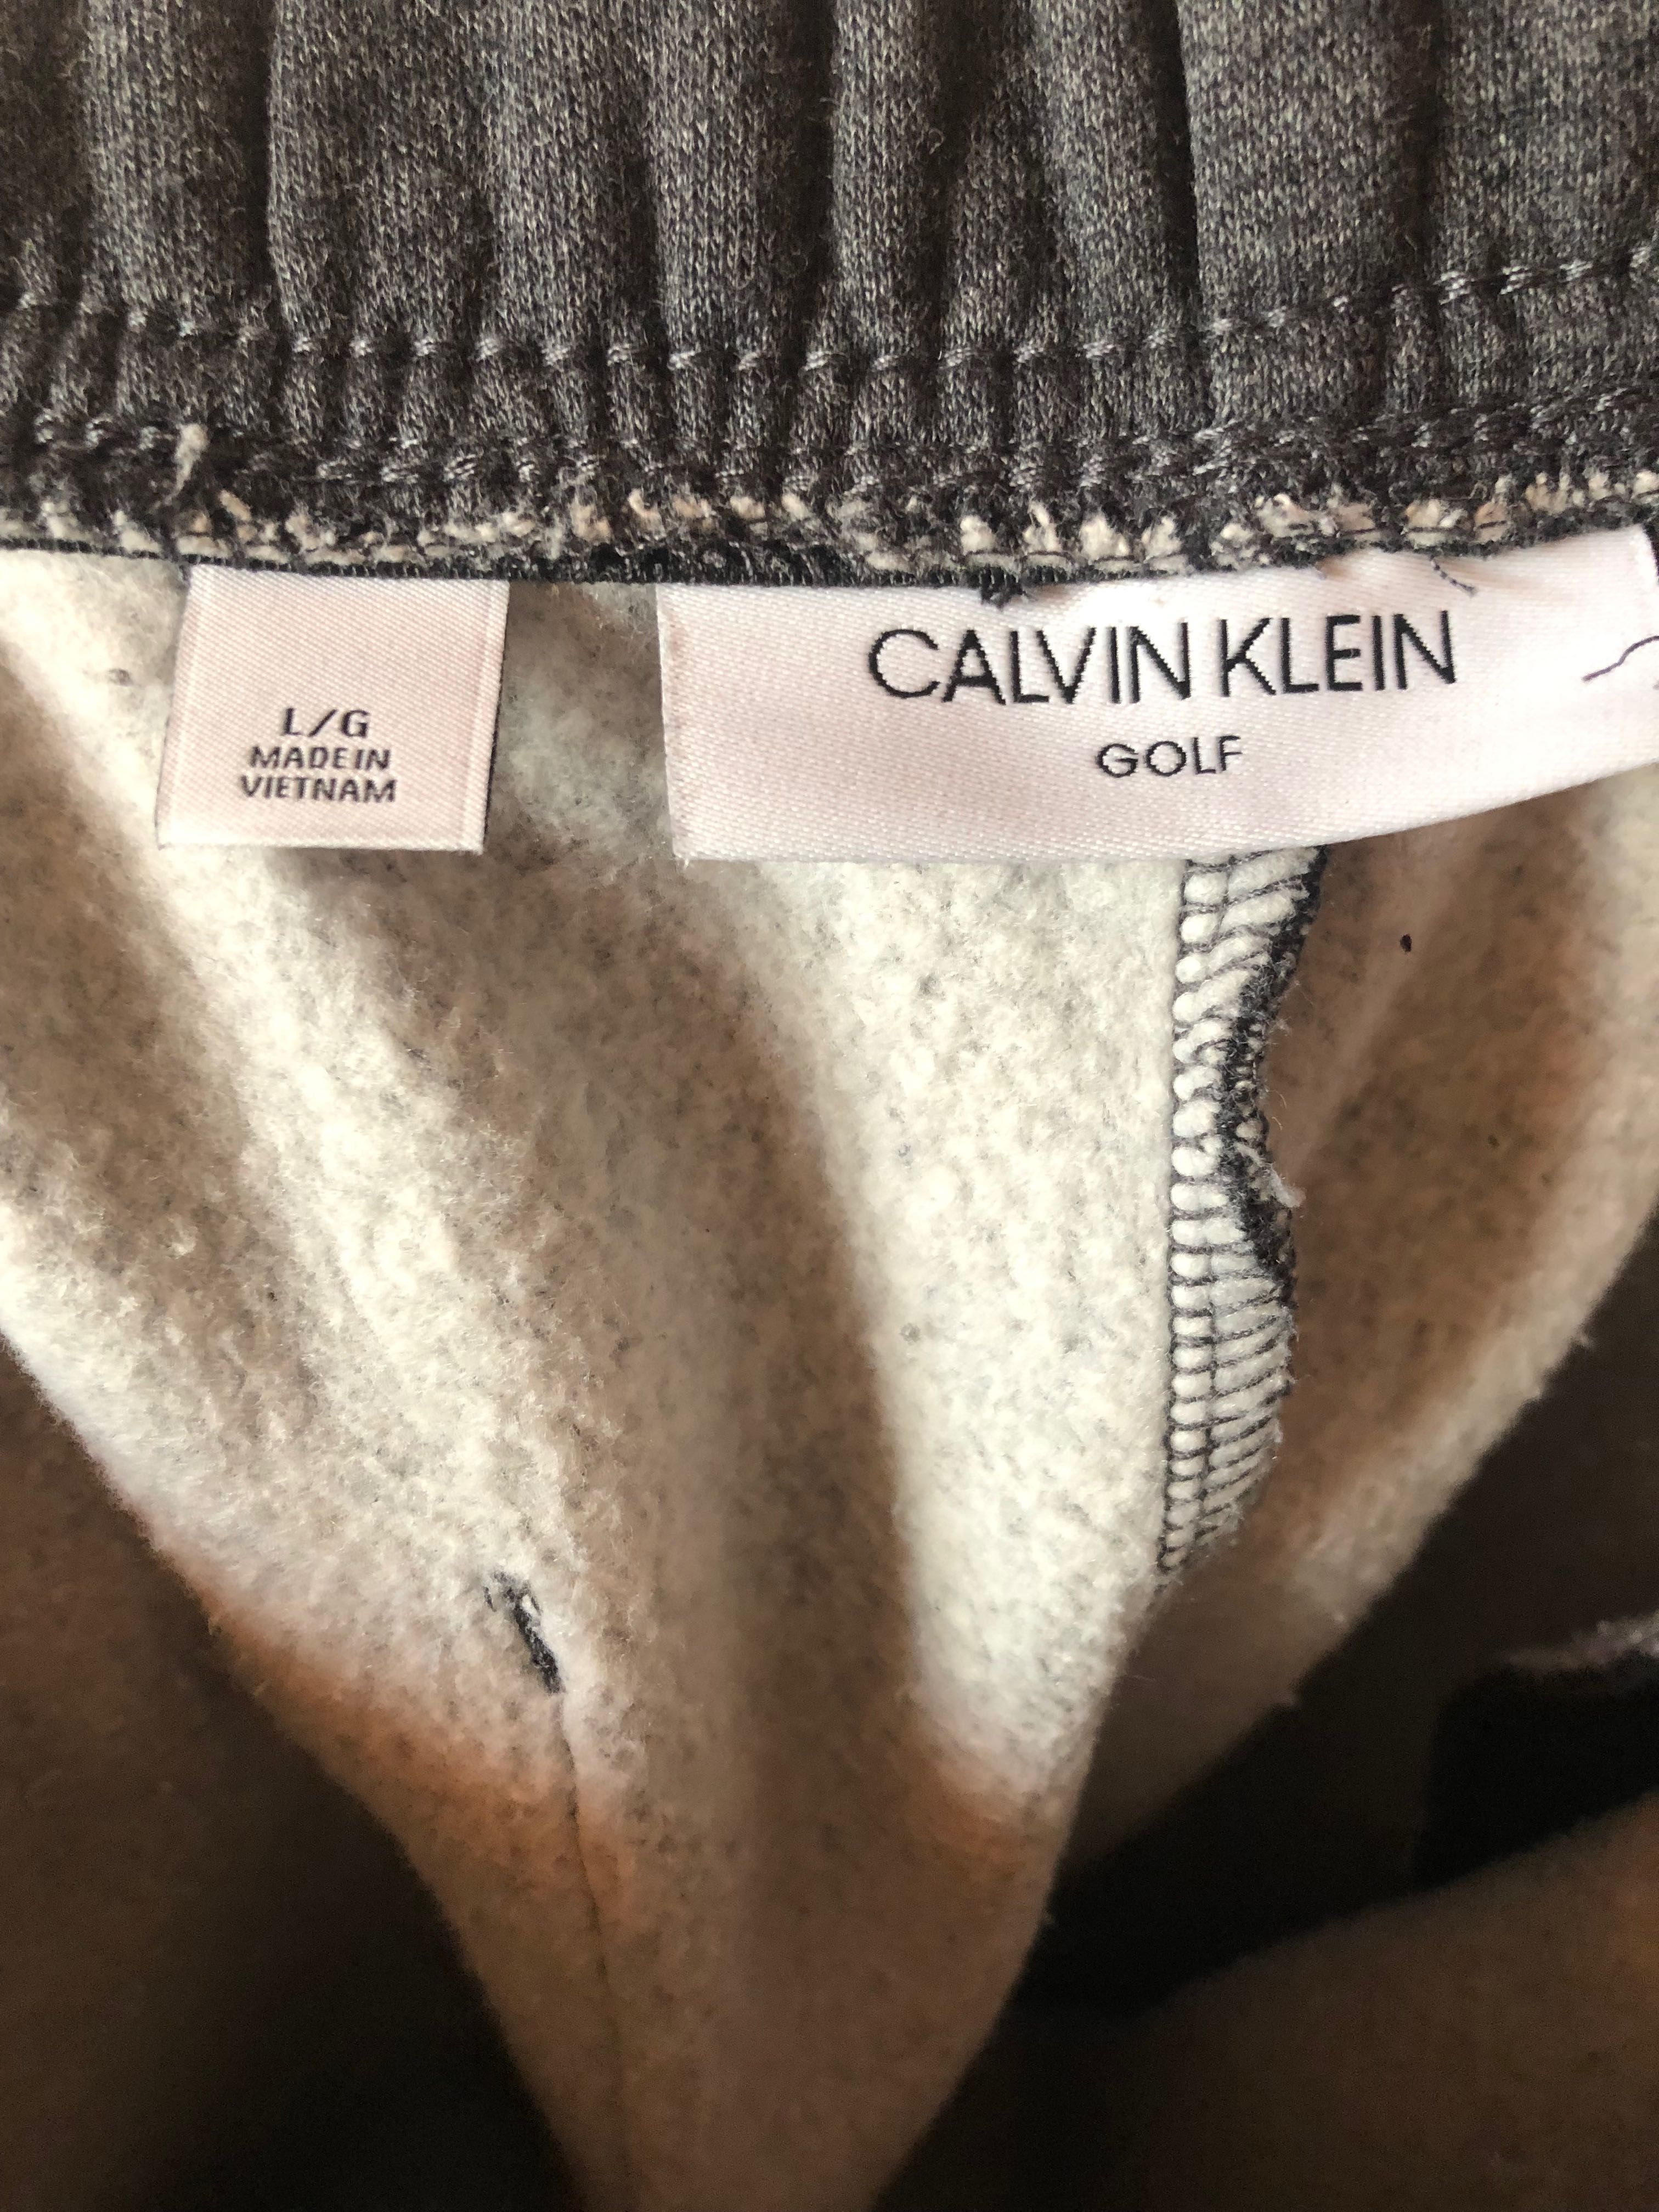 L/G
MADE IN
VIETNAM
CALVIN KLEIN
GOLF